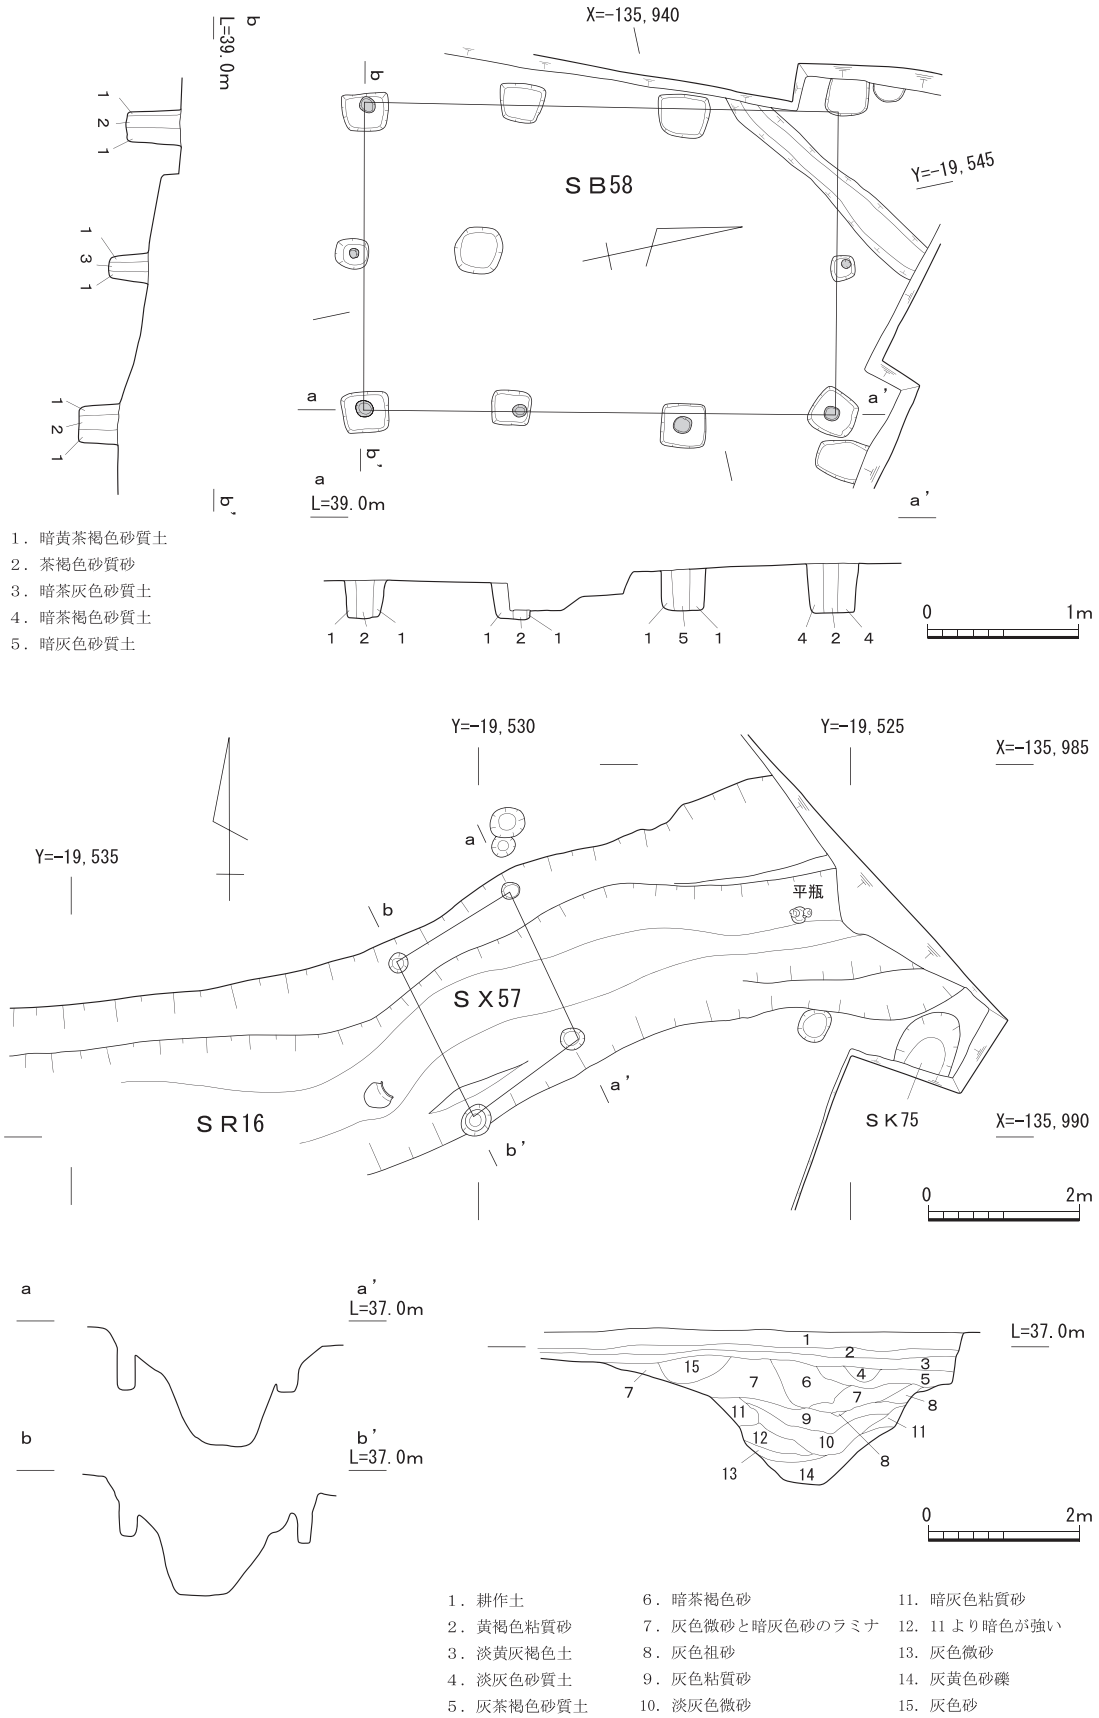 X=-135,940
b
L=39.0m
b
1
2
1
Y=-19,545
ＳＢ58
1
3
1
a
a'
1
2
1
b'
b'
a
L=39.0m
a'
1．暗黄茶褐色砂質土
2．茶褐色砂質砂
3．暗茶灰色砂質土
4．暗茶褐色砂質土
5．暗灰色砂質土
1 2 1 1 2 1 1 5 1 4 2 4
0 1m
Y=-19,530
Y=-19,525
X=-135,985
a
Y=-19,535
平瓶
b
ＳＸ57
a'
ＳＲ16
ＳＫ75
X=-135,990
b'
0 2m
a a'
L=37.0m
b b'
L=37.0m
L=37.0m
1
2
3
15
4
7
6
5
7
7
8
11
9
11
12
10
8
13
14
0 2m
1．耕作土
2．黄褐色粘質砂
3．淡黄灰褐色土
4．淡灰色砂質土
5．灰茶褐色砂質土
6．暗茶褐色砂
7．灰色微砂と暗灰色砂のラミナ
8．灰色祖砂
9．灰色粘質砂
10．淡灰色微砂
11．暗灰色粘質砂
12．11より暗色が強い
13．灰色微砂
14．灰黄色砂礫
15．灰色砂